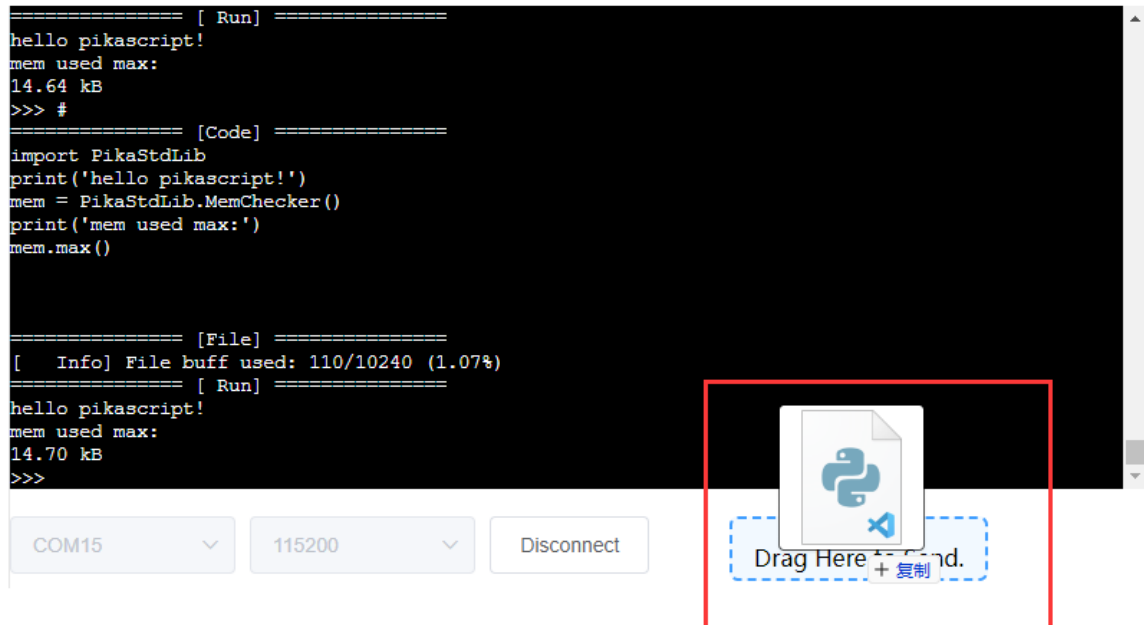 =============== [ Run] ===============
hello pikascript!
mem used max:
14.64 kB
>>> #
=============== [Code] ===============
import PikaStdLib
print('hello pikascript!')
mem = PikaStdLib.MemChecker()
print('mem used max:')
mem.max()
=============== [File] ===============
[   Info] File buff used: 110/10240 (1.07%)
=============== [ Run] ===============
hello pikascript!
mem used max:
14.70 kB
>>>
COM15 115200 Disconnect Drag Here to Send.
+ 复制